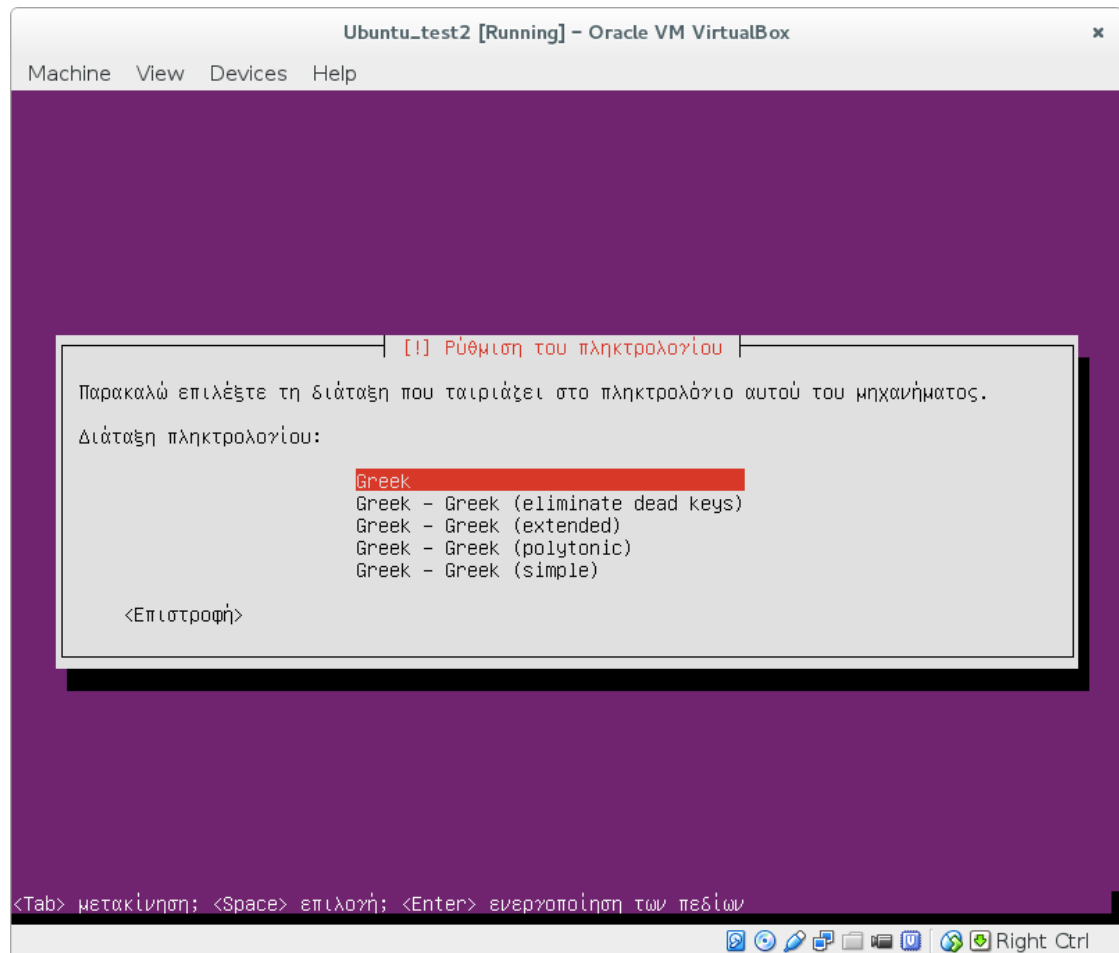 Ubuntu_test2 [Running] – Oracle VM VirtualBox
Machine View Devices Help
[!] Ρύθμιση του πληκτρολογίου
Παρακαλώ επιλέξτε τη διάταξη που ταιριάζει στο πληκτρολόγιο αυτού του μηχανήματος.
Διάταξη πληκτρολογίου:
Greek
Greek – Greek (eliminate dead keys)
Greek – Greek (extended)
Greek – Greek (polytonic)
Greek – Greek (simple)
<Επιστροφή>
<Tab> μετακίνηση; <Space> επιλογή; <Enter> ενεργοποίηση των πεδίων
Right Ctrl